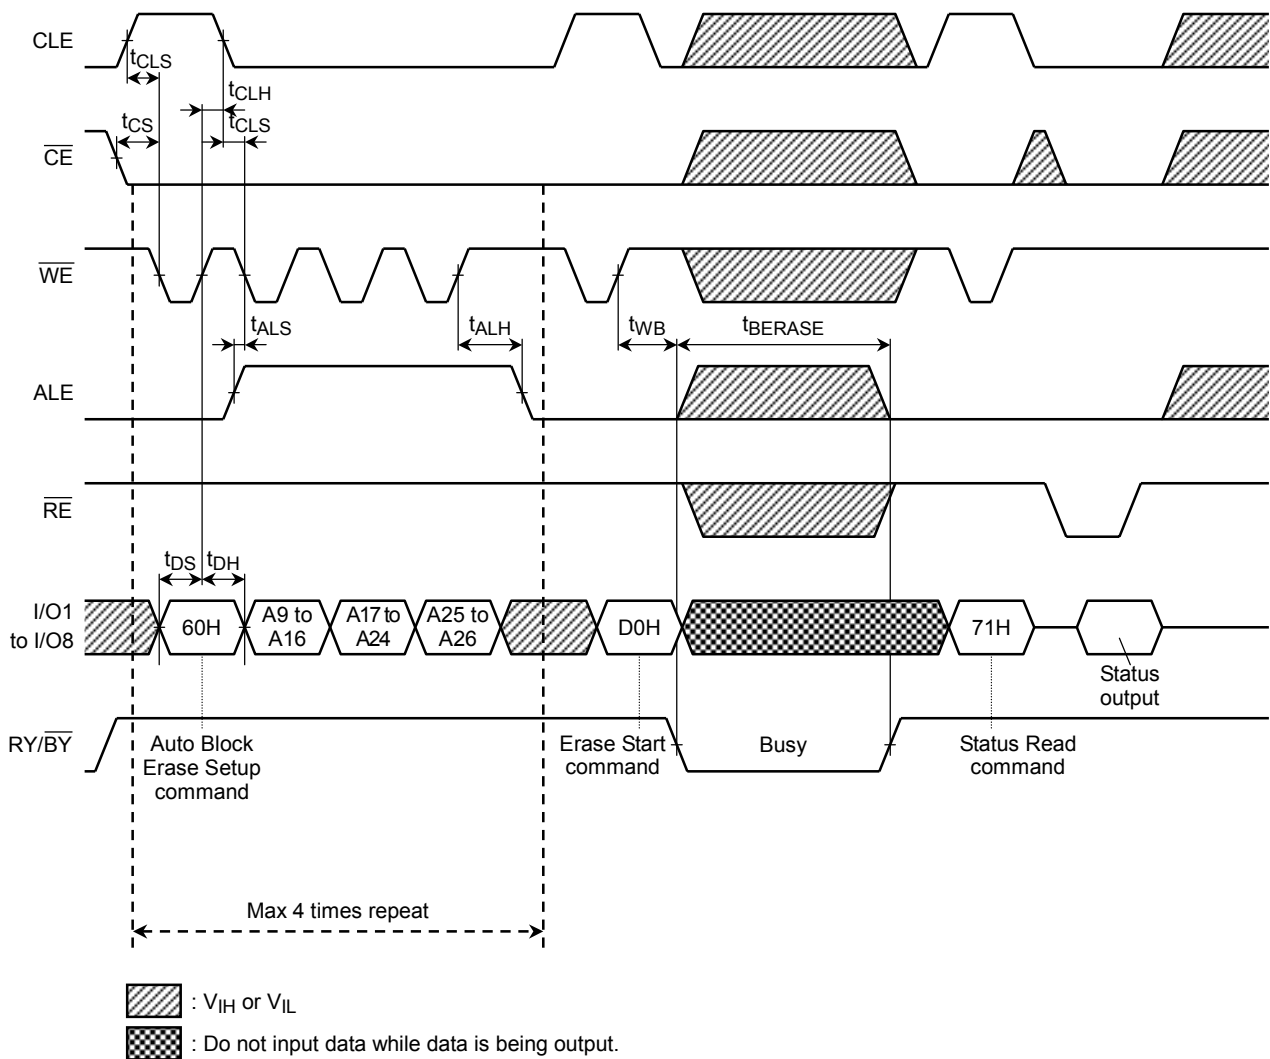 CLE
tCLS
tCLH
tCS
tCLS
CE
WE
tALS
tALH
tWB
tBERASE
ALE
RE
tDS
tDH
I/O1
to I/O8
60H
A9 to
A16
A17 to
A24
A25 to
A26
D0H
71H
Status
output
RY/BY
Auto Block
Erase Setup
command
Erase Start
command
Busy
Status Read
command
Max 4 times repeat
: VIH or VIL
: Do not input data while data is being output.